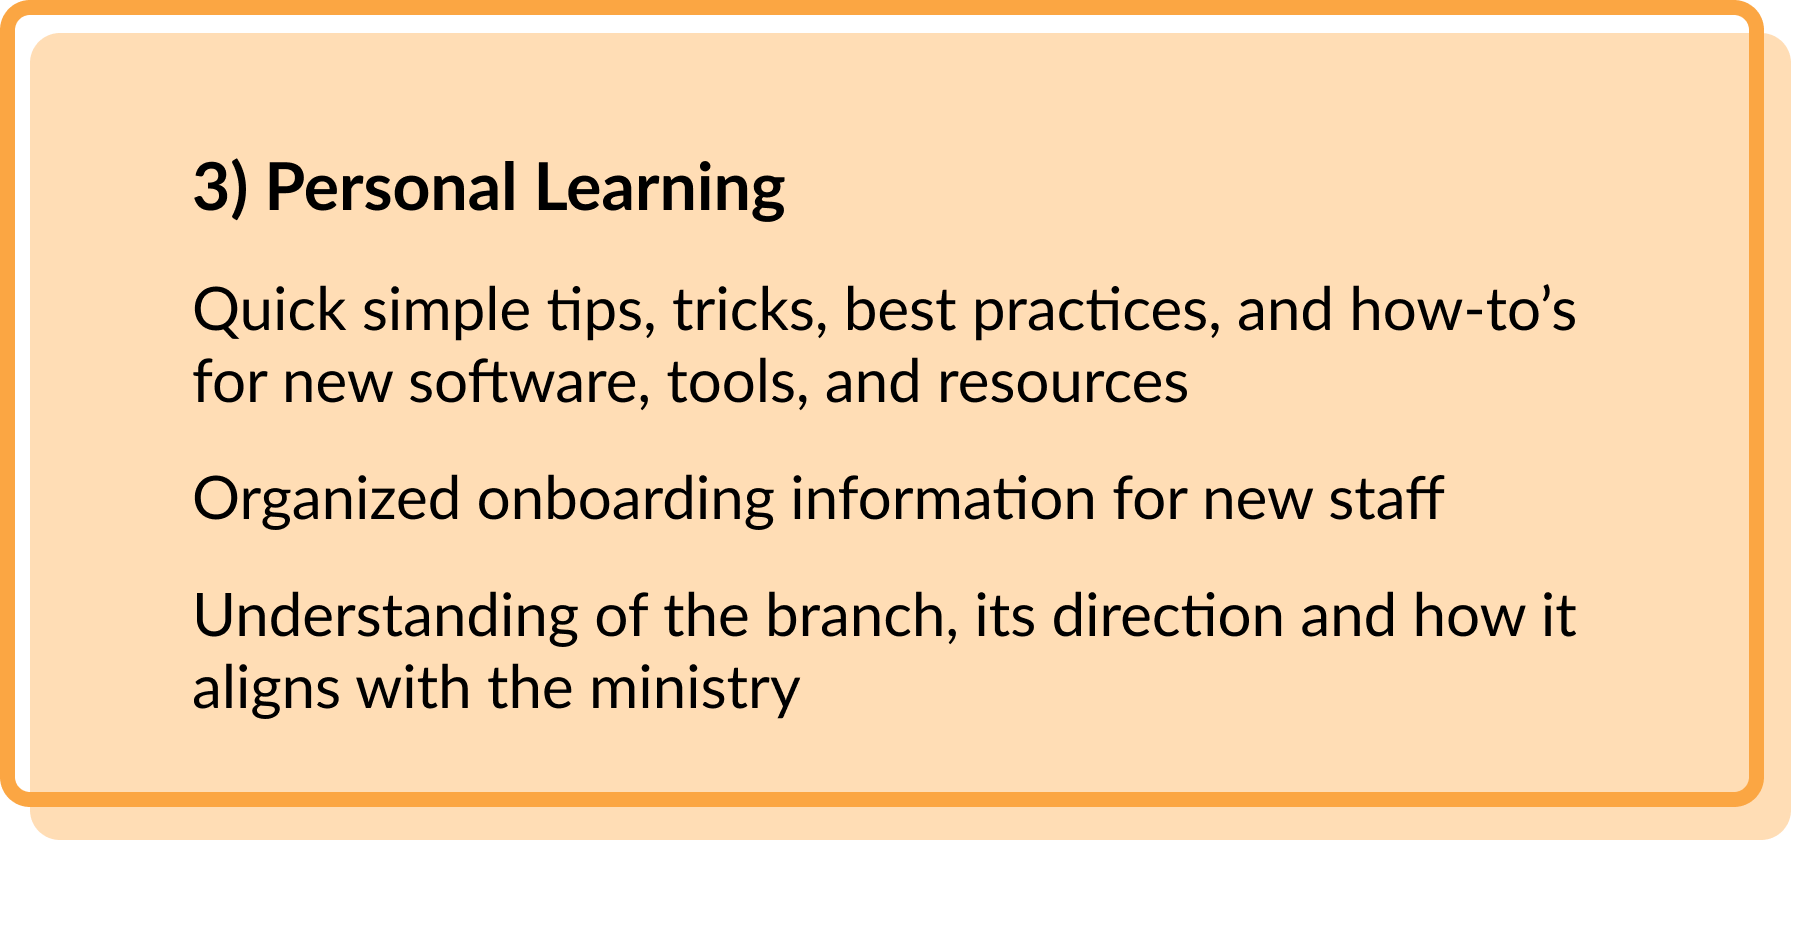 3) Personal Learning
Quick simple tips, tricks, best practices, and how-to’s
for new software, tools, and resources
Organized onboarding information for new staff
Understanding of the branch, its direction and how it
aligns with the ministry